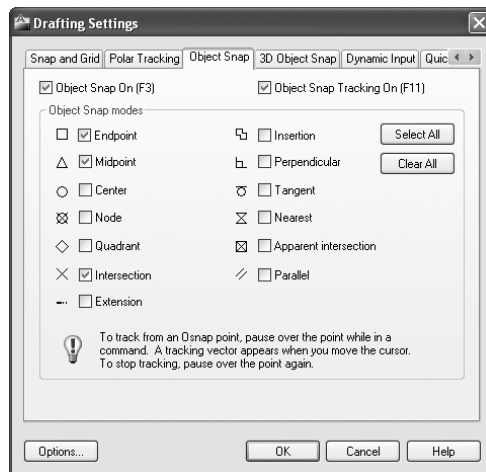 Drafting Settings
Snap and Grid Polar Tracking Object Snap 3D Object Snap Dynamic Input Quic
Object Snap On (F3) Object Snap Tracking On (F11)
Object Snap modes
Endpoint Insertion Select All
Midpoint Perpendicular Clear All
Center Tangent
Node Nearest
Quadrant Apparent intersection
Intersection Parallel
Extension
To track from an Osnap point, pause over the point while in a
command. A tracking vector appears when you move the cursor.
To stop tracking, pause over the point again.
Options... OK Cancel Help